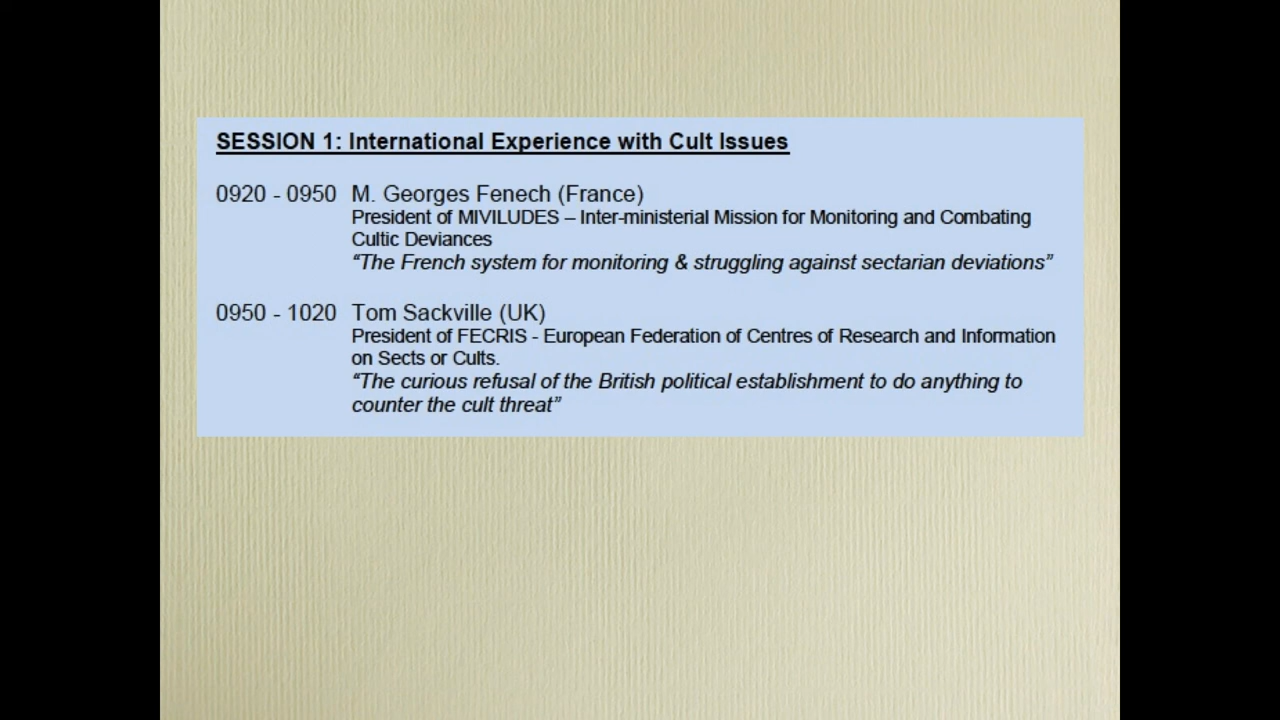 SESSION 1: International Experience with Cult Issues
0920 - 0950 M. Georges Fenech (France)
President of MIVILUDES – Inter-ministerial Mission for Monitoring and Combating
Cultic Deviances
“The French system for monitoring & struggling against sectarian deviations”
0950 - 1020 Tom Sackville (UK)
President of FECRIS - European Federation of Centres of Research and Information
on Sects or Cults.
“The curious refusal of the British political establishment to do anything to
counter the cult threat”